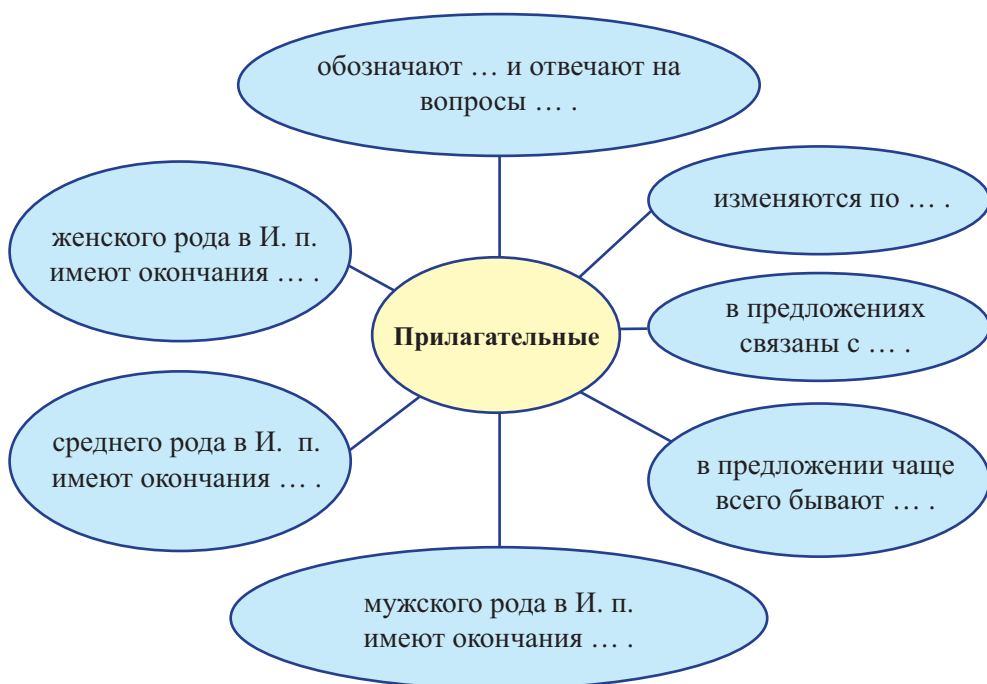 обозначают … и отвечают на
вопросы … .
изменяются по … .
женского рода в И. п.
имеют окончания … .
в предложениях
связаны с … .
Прилагательные
среднего рода в И. п.
имеют окончания … .
в предложении чаще
всего бывают … .
мужского рода в И. п.
имеют окончания … .